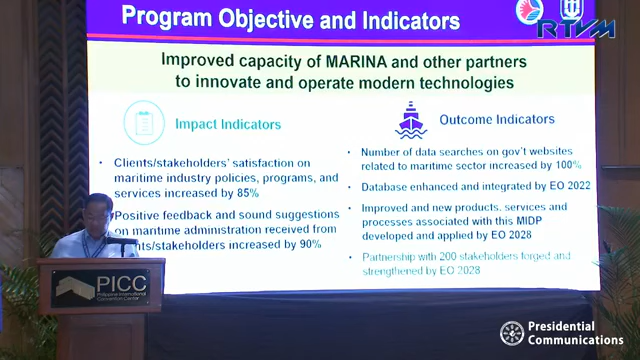 Program Objective and Indicators
RTVM
Improved capacity of MARINA and other partners
to innovate and operate modern technologies
Impact Indicators
• Clients/stakeholders' satisfaction on
maritime industry policies, programs, and
services increased by 85%
Positive feedback and sound suggestions
on maritime administration received from
nts/stakeholders increased by 90%
Outcome Indicators
• Number of data searches on gov't websites
related to maritime sector increased by 100%
• Database enhanced and integrated by EO 2022
• Improved and new products, services and
processes associated with this MIDP
developed and applied by EO 2028
• Partnership with 200 stakeholders forged and
strengthened by EO 2028
PICC
Philippine International
Convention Center
Presidential
Communications